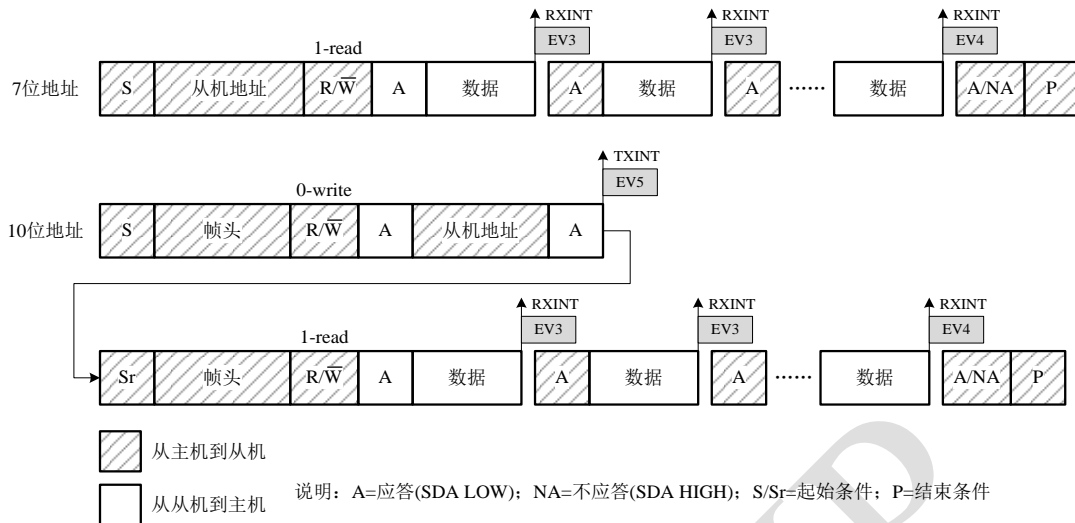 RXINT RXINT RXINT
EV3 EV3 EV4
1-read
7位地址 S 从机地址 R/W̅ A 数据 A 数据 A ······ 数据 A/NA P
TXINT
EV5
0-write
10位地址 S 帧头 R/W̅ A 从机地址 A
RXINT RXINT RXINT
EV3 EV3 EV4
1-read
Sr 帧头 R/W̅ A 数据 A 数据 A ······ 数据 A/NA P
从主机到从机
从从机到主机
说明：A=应答(SDA LOW)；NA=不应答(SDA HIGH)；S/Sr=起始条件；P=结束条件